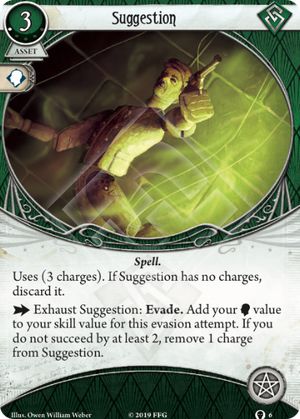 Suggestion
3
ASSET
Spell.
Uses (3 charges). If Suggestion has no charges,
discard it.
Exhaust Suggestion: Evade. Add your value
to your skill value for this evasion attempt. If you
do not succeed by at least 2, remove 1 charge
from Suggestion.
Illus. Owen William Weber
© 2019 FFG
6